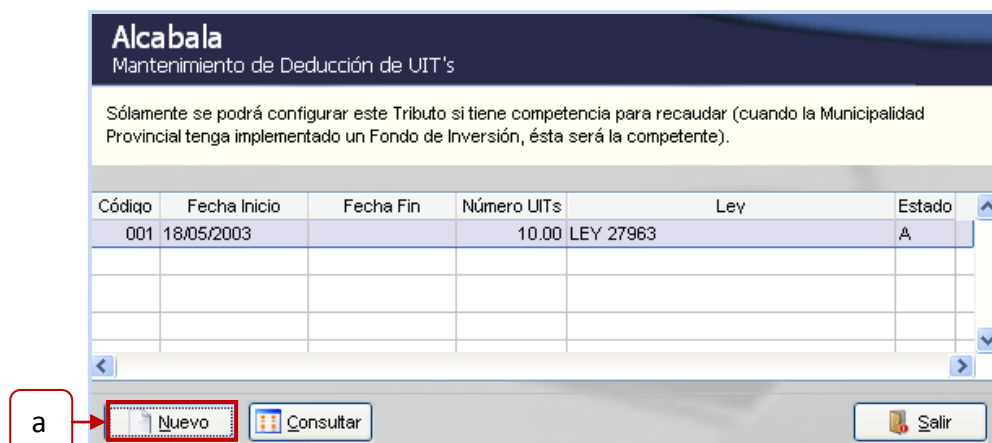 Alcabala
Mantenimiento de Deducción de UIT's
Sólamente se podrá configurar este Tributo si tiene competencia para recaudar (cuando la Municipalidad
Provincial tenga implementado un Fondo de Inversión, ésta será la competente).
Código Fecha Inicio Fecha Fin Número UITs Ley Estado
001 18/05/2003 10.00 LEY 27963 A
a Nuevo Consultar Salir